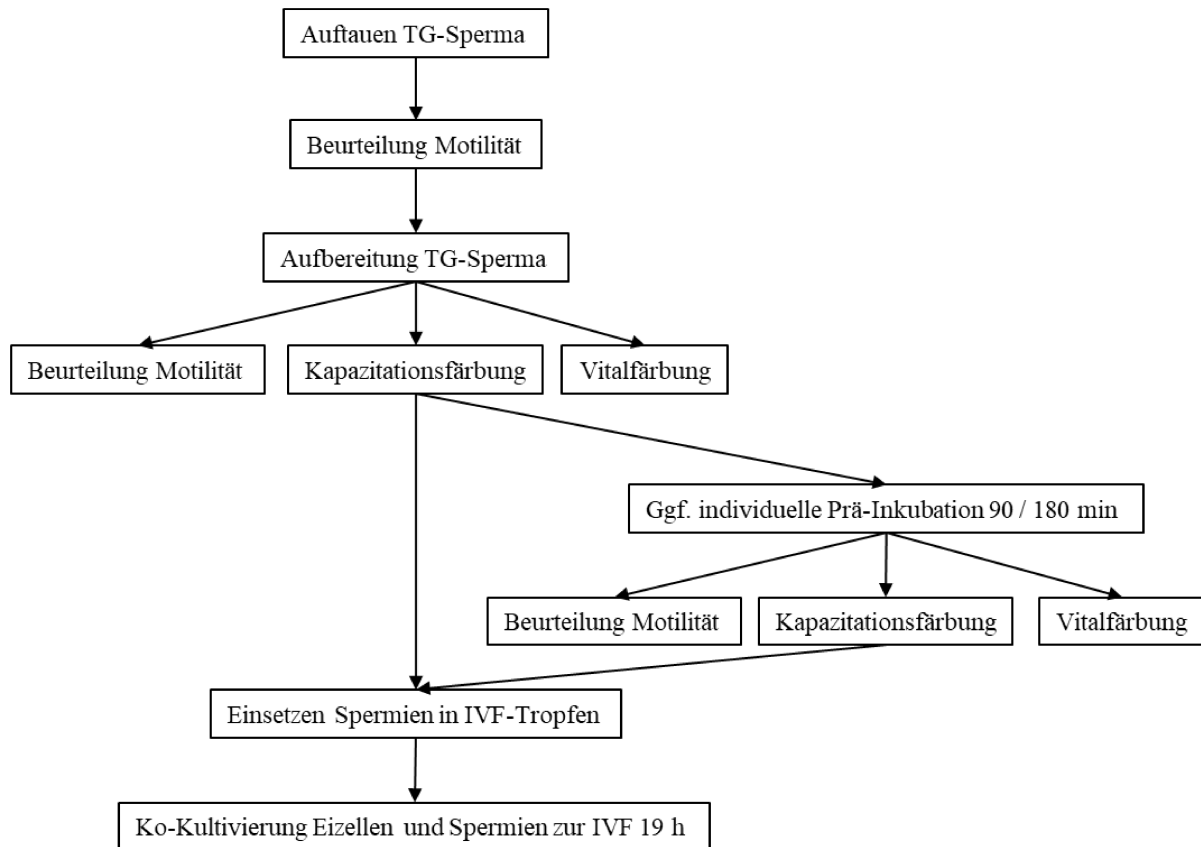 Auftauen TG-Sperma
Beurteilung Motilität
Aufbereitung TG-Sperma
Beurteilung Motilität
Kapazitationsfärbung
Vitalfärbung
Ggf. individuelle Prä-Inkubation 90 / 180 min
Beurteilung Motilität
Kapazitationsfärbung
Vitalfärbung
Einsetzen Spermien in IVF-Tropfen
Ko-Kultivierung Eizellen und Spermien zur IVF 19 h